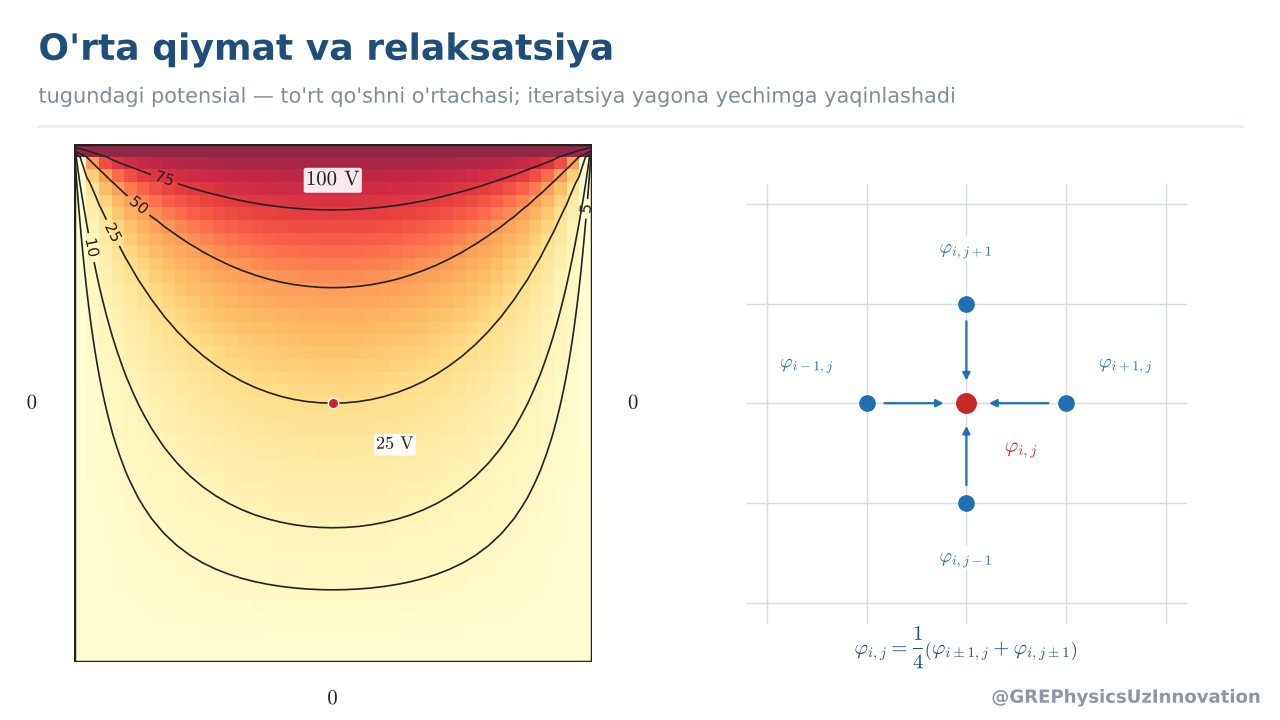 O'rta qiymat va relaksatsiya
tugundagi potensial — to'rt qo'shni o'rtachasi; iteratsiya yagona yechimga yaqinlashadi
100 V
75
50
25
10
5
25 V
0
0
0
φi, j+1
φi−1, j
φi+1, j
φi, j
φi, j−1
φi, j = 1/4(φi±1, j + φi, j±1)
@GREPhysicsUzInnovation